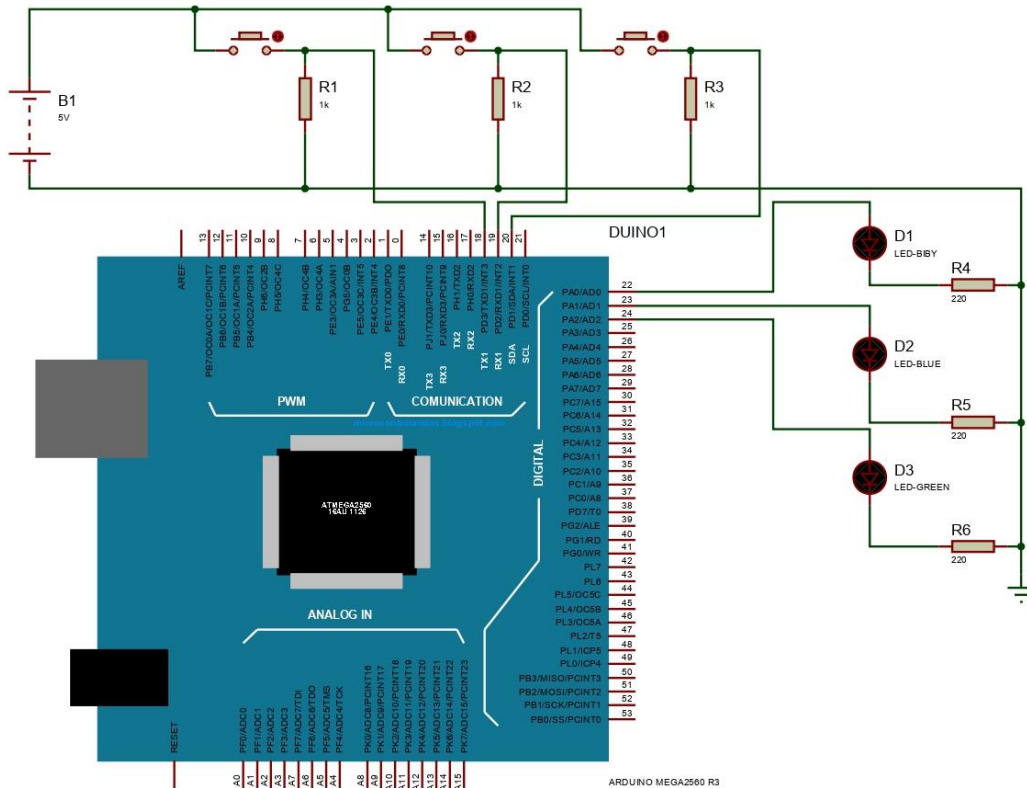 B1
5V
R1
1k
R2
1k
R3
1k
DUINO1
D1
LED-BIBY
R4
220
D2
LED-BLUE
R5
220
D3
LED-GREEN
R6
220
AREF
13
12
11
10
9
8
7
6
5
4
3
2
1
0
14
15
16
17
18
19
20
21
PB7/OC0A/OC1C/PCINT7
PB6/OC1B/PCINT6
PB5/OC1A/PCINT5
PB4/OC2A/PCINT4
PH6/OC2B
PH5/OC4C
PH4/OC4B
PH3/OC4A
PE3/OC3A/AIN1
PG5/OC0B
PE5/OC3C/INT5
PE4/OC3B/INT4
PE1/TXD0/PDO
PE0/RXD0/PCINT8
PJ1/TXD3/PCINT10
PJ0/RXD3/PCINT9
PH1/TXD2
PH0/RXD2
PD3/TXD1/INT3
PD2/RXD1/INT2
PD1/SDA/INT1
PD0/SCL/INT0
TX0
RX0
TX3
RX3
TX2
RX2
TX1
RX1
SDA
SCL
PWM
COMUNICATION
microcontrolandos.blogspot.com
DIGITAL
ATMEGA2560
16AU 1126
ANALOG IN
PA0/AD0 22
PA1/AD1 23
PA2/AD2 24
PA3/AD3 25
PA4/AD4 26
PA5/AD5 27
PA6/AD6 28
PA7/AD7 29
PC7/A15 30
PC6/A14 31
PC5/A13 32
PC4/A12 33
PC3/A11 34
PC2/A10 35
PC1/A9 36
PC0/A8 37
PD7/T0 38
PG2/ALE 39
PG1/RD 40
PG0/WR 41
PL7 42
PL6 43
PL5/OC5C 44
PL4/OC5B 45
PL3/OC5A 46
PL2/T5 47
PL1/ICP5 48
PL0/ICP4 49
PB3/MISO/PCINT3 50
PB2/MOSI/PCINT2 51
PB1/SCK/PCINT1 52
PB0/SS/PCINT0 53
RESET
PF0/ADC0
PF1/ADC1
PF2/ADC2
PF3/ADC3
PF7/ADC7/TDI
PF6/ADC6/TDO
PF5/ADC5/TMS
PF4/ADC4/TCK
PK0/ADC8/PCINT16
PK1/ADC9/PCINT17
PK2/ADC10/PCINT18
PK3/ADC11/PCINT19
PK4/ADC12/PCINT20
PK5/ADC13/PCINT21
PK6/ADC14/PCINT22
PK7/ADC15/PCINT23
A0
A1
A2
A3
A7
A6
A5
A4
A8
A9
A10
A11
A12
A13
A14
A15
ARDUINO MEGA2560 R3